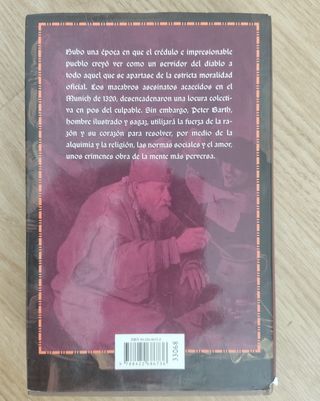 Hubo una época en que el crédulo e impresionable
pueblo creyó ver como un servidor del diablo a
todo aquel que se apartase de la estricta moralidad
oficial. Los macabros asesinatos acaecidos en el
Munich de 1320, desencadenaron una locura colecti-
va en pos del culpable. Sin embargo, Peter Barth,
hombre ilustrado y sagaz, utilizará la fuerza de la ra-
zón y su corazón para resolver, por medio de la
alquimia y la religión, las normas sociales y el amor,
unos crímenes obra de la mente más perversa.
33068